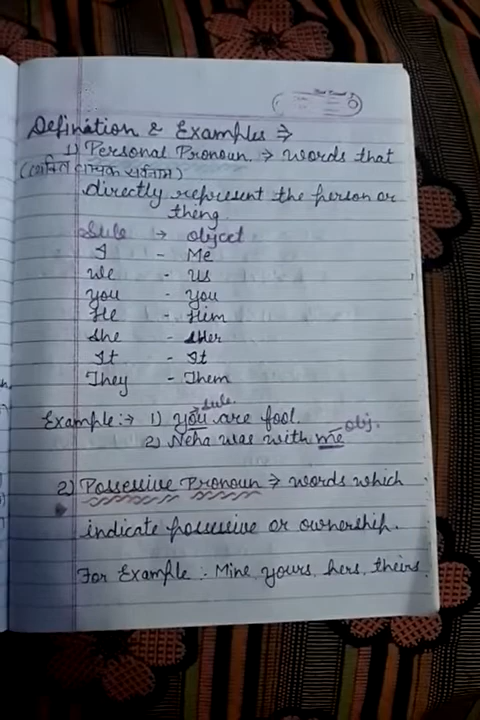 Defination & Examples ⇒
1) Personal Pronoun ⇒ words that
(व्यक्ति वाचक सर्वनाम)
directly represent the person or
thing
Sub → object
I - Me
we - us
you - you
He - Him
She - Her
It - It
They - Them
sub.
Example:→ 1) you are fool.
obj.
2) Neha was with me
2) Possessive Pronoun ⇒ words which
indicate possessive or ownership.
For Example : Mine, yours, hers, theirs.